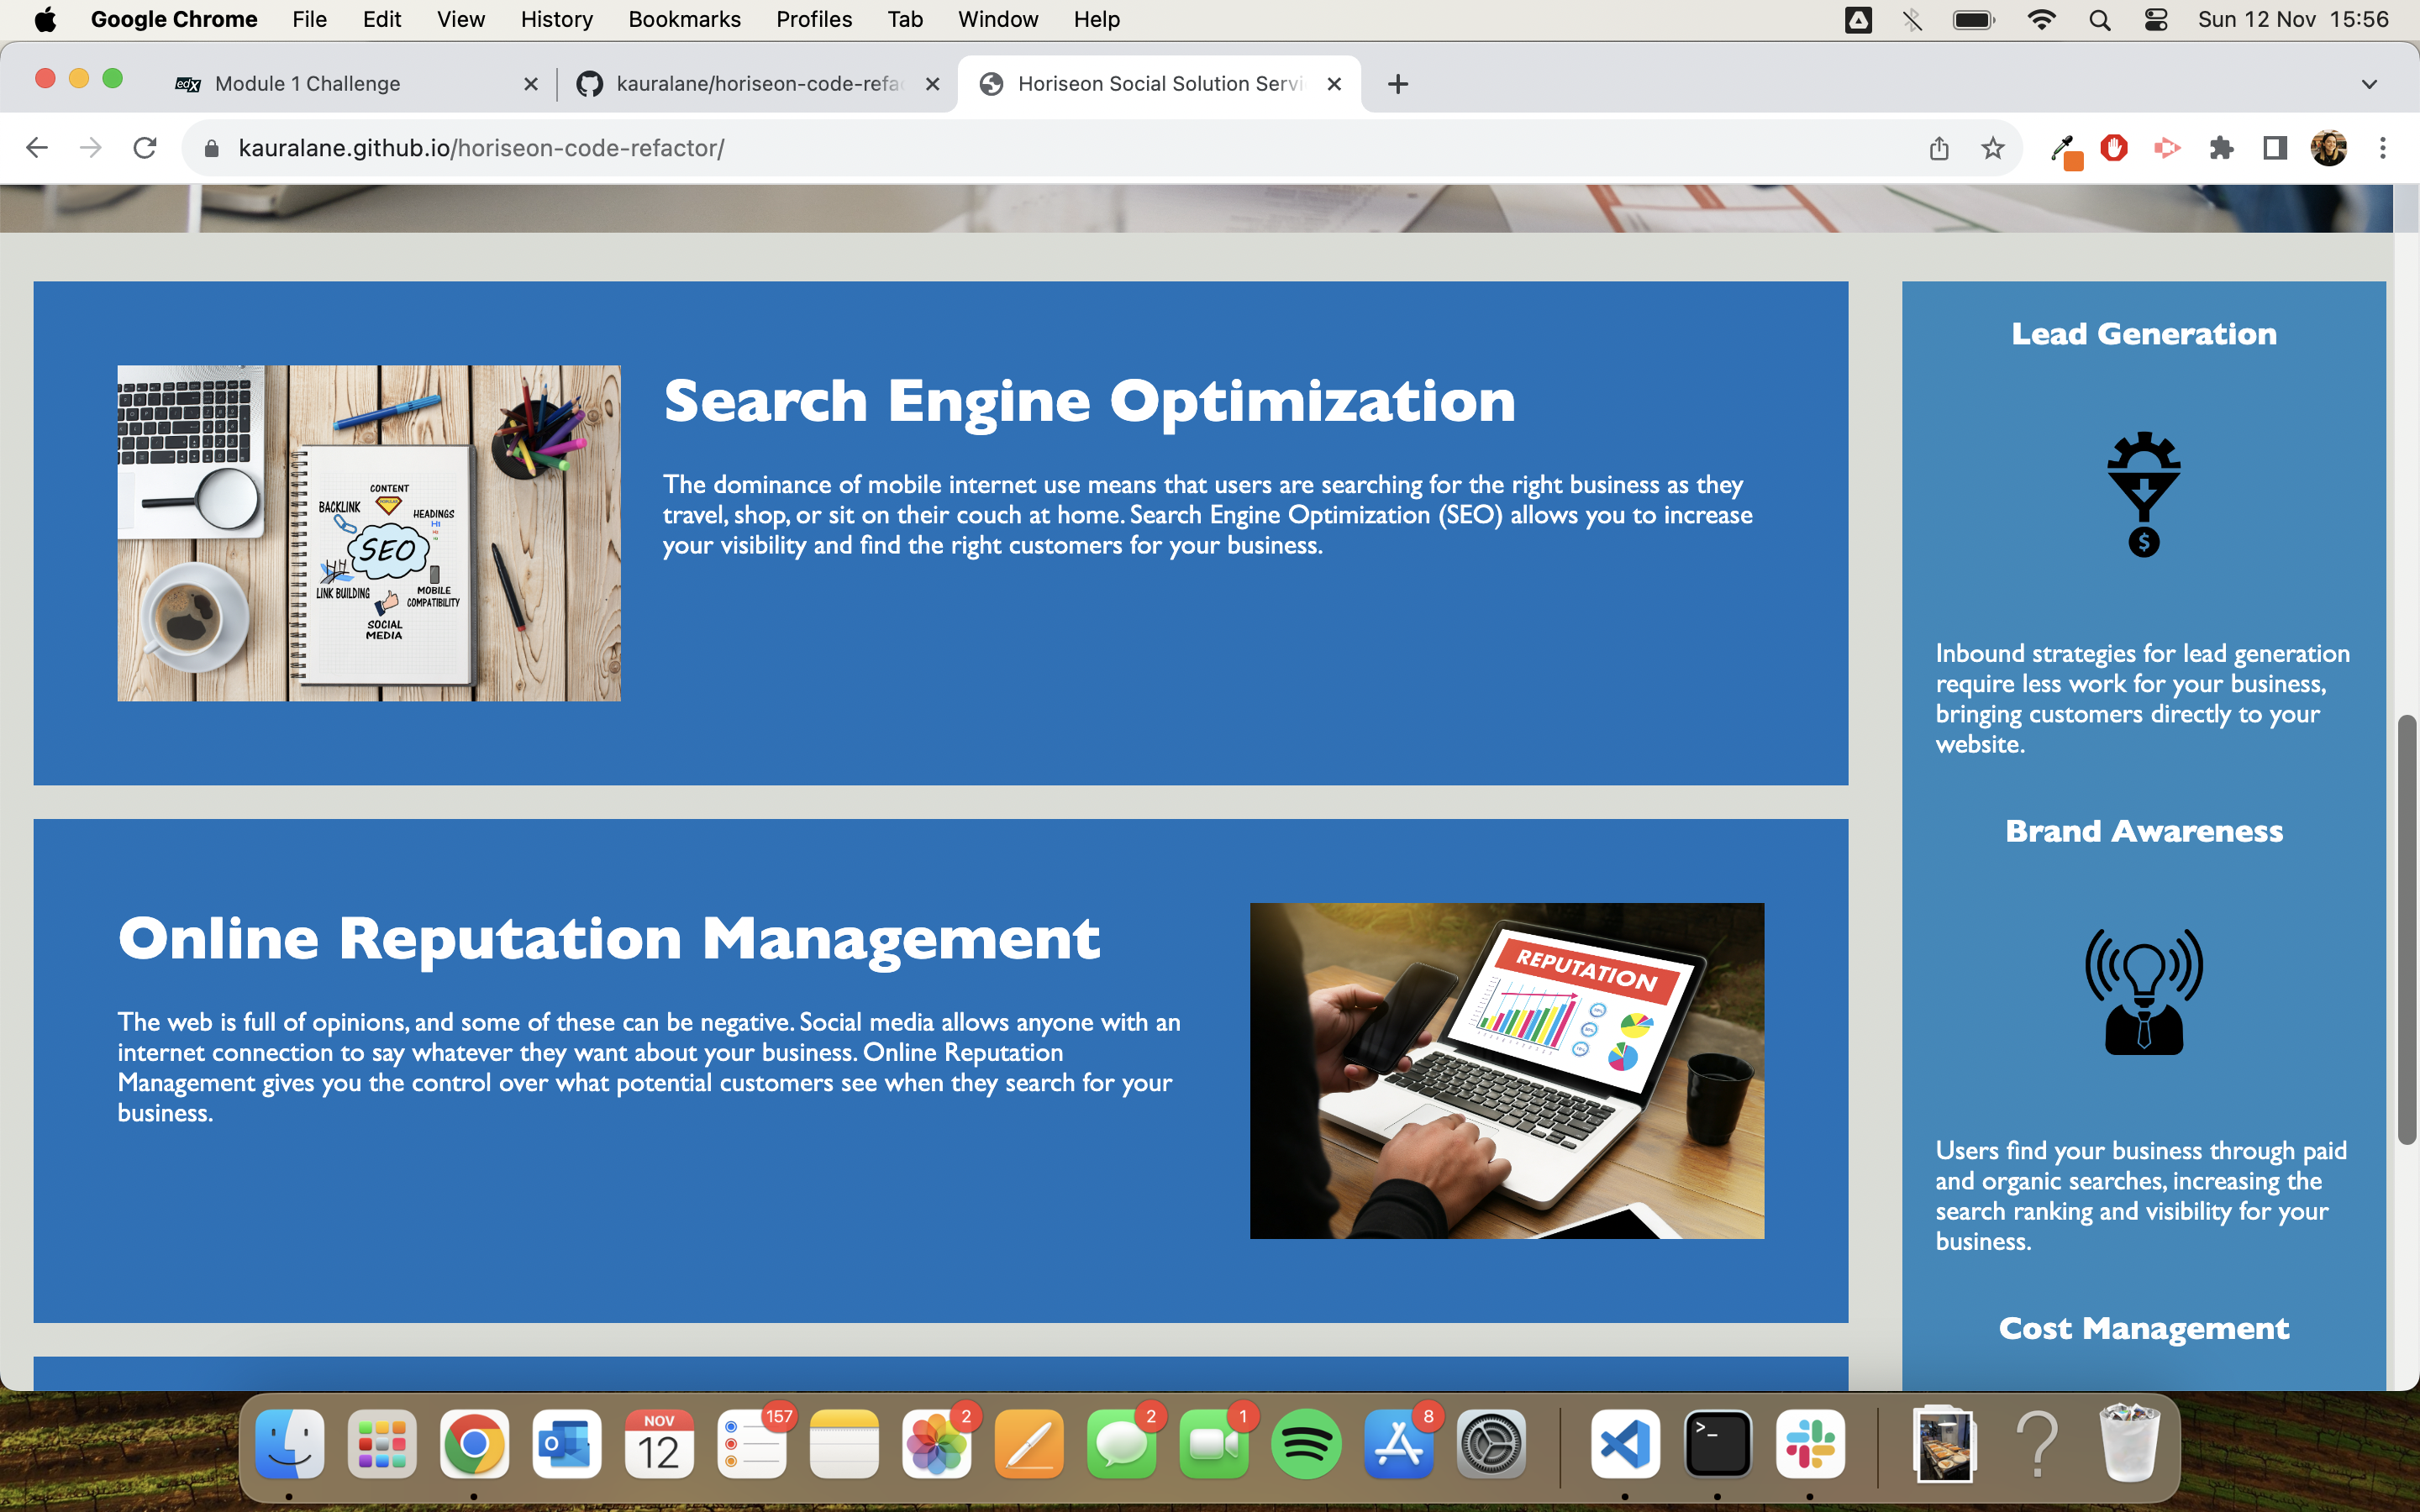 Google Chrome File Edit View History Bookmarks Profiles Tab Window Help Sun 12 Nov 15:56
edX Module 1 Challenge kauralane/horiseon-code-refa Horiseon Social Solution Servi
kauralane.github.io/horiseon-code-refactor/
Search Engine Optimization
The dominance of mobile internet use means that users are searching for the right business as they
travel, shop, or sit on their couch at home. Search Engine Optimization (SEO) allows you to increase
your visibility and find the right customers for your business.
CONTENT
BACKLINK
HEADINGS
H1
SEO
LINK BUILDING
MOBILE
COMPATIBILITY
SOCIAL
MEDIA
Online Reputation Management
The web is full of opinions, and some of these can be negative. Social media allows anyone with an
internet connection to say whatever they want about your business. Online Reputation
Management gives you the control over what potential customers see when they search for your
business.
REPUTATION
Lead Generation
$
Inbound strategies for lead generation
require less work for your business,
bringing customers directly to your
website.
Brand Awareness
Users find your business through paid
and organic searches, increasing the
search ranking and visibility for your
business.
Cost Management
NOV
12
157
2
2
1
8